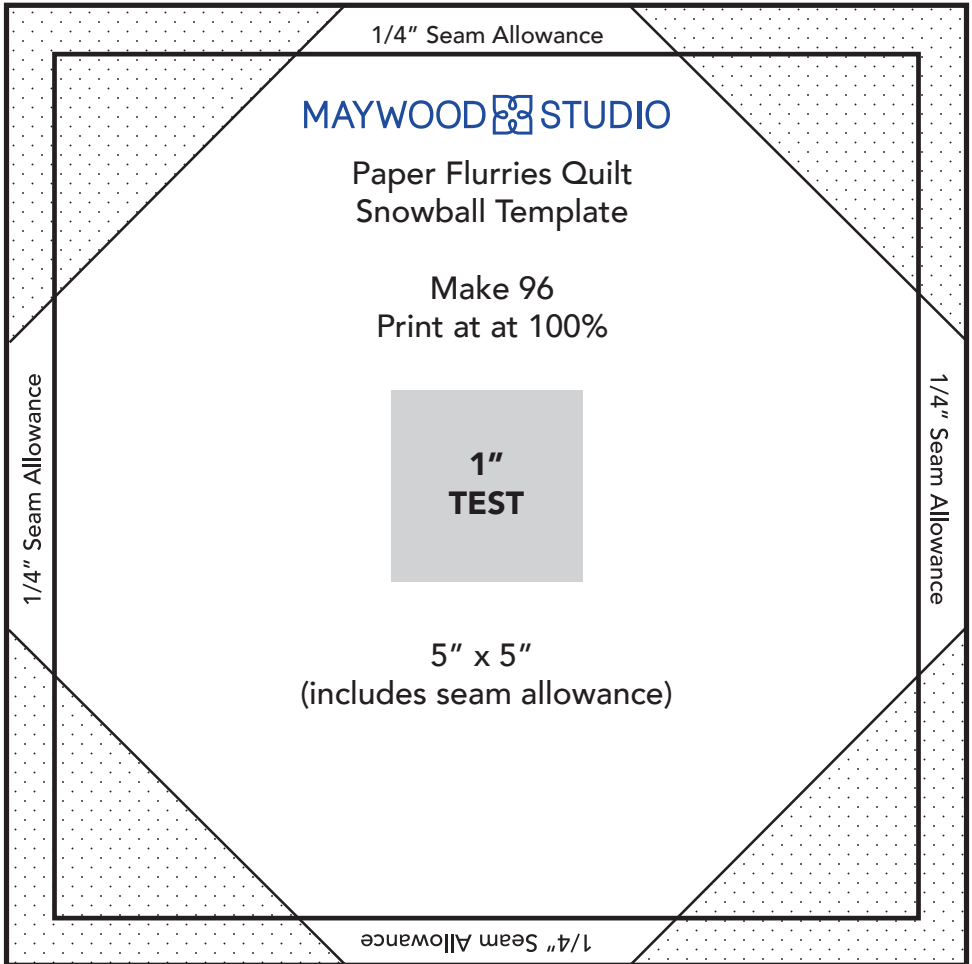 1/4" Seam Allowance
MAYWOOD STUDIO
Paper Flurries Quilt
Snowball Template
Make 96
Print at at 100%
1/4" Seam Allowance
1/4" Seam Allowance
1"
TEST
5" x 5"
(includes seam allowance)
1/4" Seam Allowance